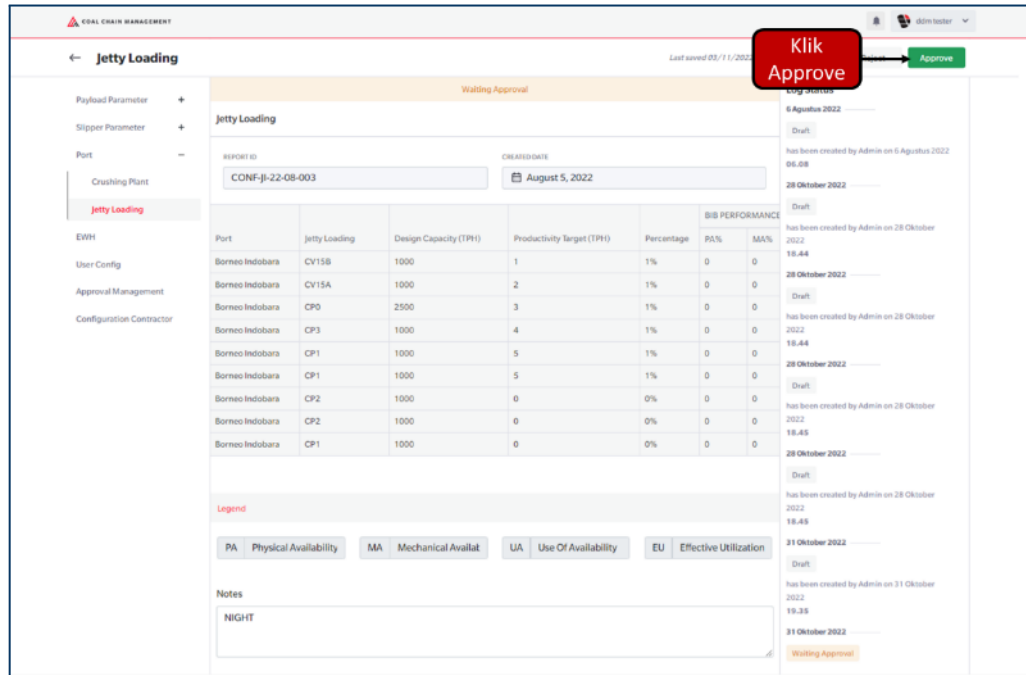 COAL CHAIN MANAGEMENT
ddm tester
Jetty Loading
Last saved 03/11/2022
Klik
Approve
Approve
Payload Parameter +
Slipper Parameter +
Port −
Crushing Plant
Jetty Loading
EWH
User Config
Approval Management
Configuration Contractor
Waiting Approval
Jetty Loading
REPORT ID CREATED DATE
CONF-JI-22-08-003 August 5, 2022
BIB PERFORMANCE
Port Jetty Loading Design Capacity (TPH) Productivity Target (TPH) Percentage PA% MA%
Borneo Indobara CV15B 1000 1 1% 0 0
Borneo Indobara CV15A 1000 2 1% 0 0
Borneo Indobara CP0 2500 3 1% 0 0
Borneo Indobara CP3 1000 4 1% 0 0
Borneo Indobara CP1 1000 5 1% 0 0
Borneo Indobara CP1 1000 5 1% 0 0
Borneo Indobara CP2 1000 0 0% 0 0
Borneo Indobara CP2 1000 0 0% 0 0
Borneo Indobara CP1 1000 0 0% 0 0
Legend
PA Physical Availability MA Mechanical Availat UA Use Of Availability EU Effective Utilization
Notes
NIGHT
Log Status
6 Agustus 2022
Draft
has been created by Admin on 6 Agustus 2022
06.08
28 Oktober 2022
Draft
has been created by Admin on 28 Oktober
2022
18.44
28 Oktober 2022
Draft
has been created by Admin on 28 Oktober
2022
18.44
28 Oktober 2022
Draft
has been created by Admin on 28 Oktober
2022
18.45
28 Oktober 2022
Draft
has been created by Admin on 28 Oktober
2022
18.45
31 Oktober 2022
Draft
has been created by Admin on 31 Oktober
2022
19.35
31 Oktober 2022
Waiting Approval